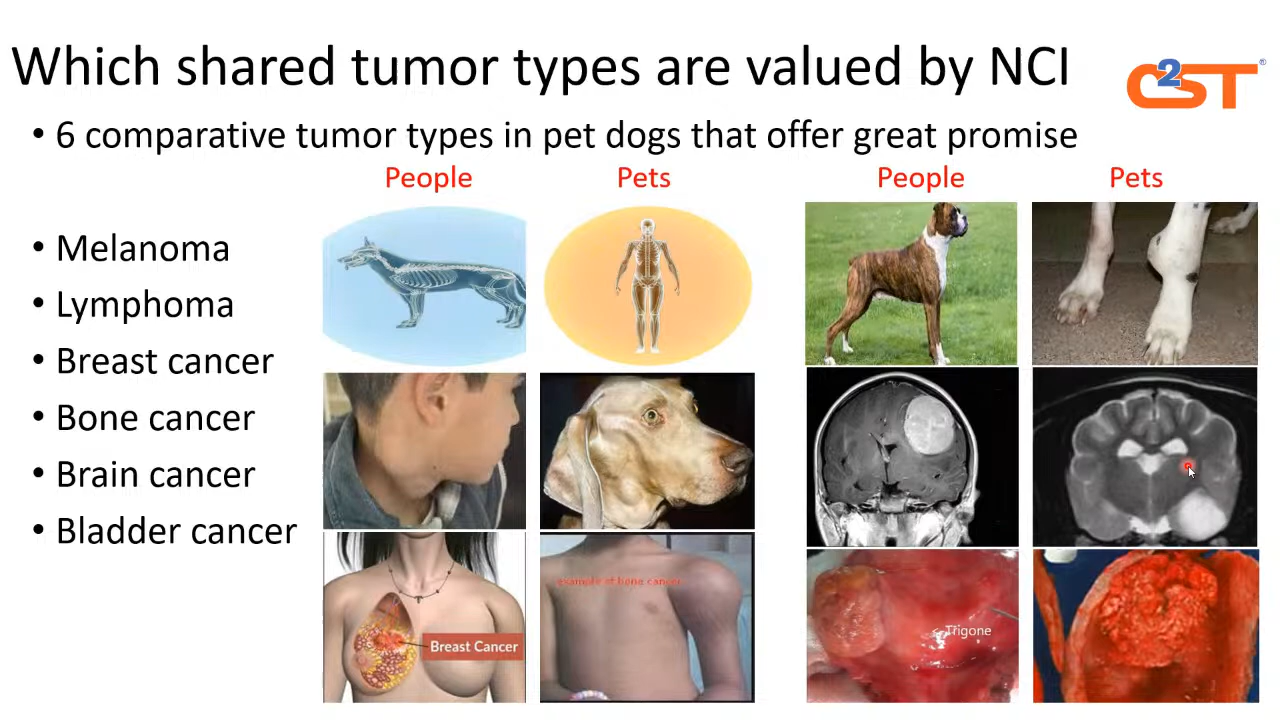 Which shared tumor types are valued by NCI
C2ST®
• 6 comparative tumor types in pet dogs that offer great promise
People
Pets
People
Pets
• Melanoma
• Lymphoma
• Breast cancer
• Bone cancer
• Brain cancer
• Bladder cancer
Breast Cancer
example at bone cancer
Trigone